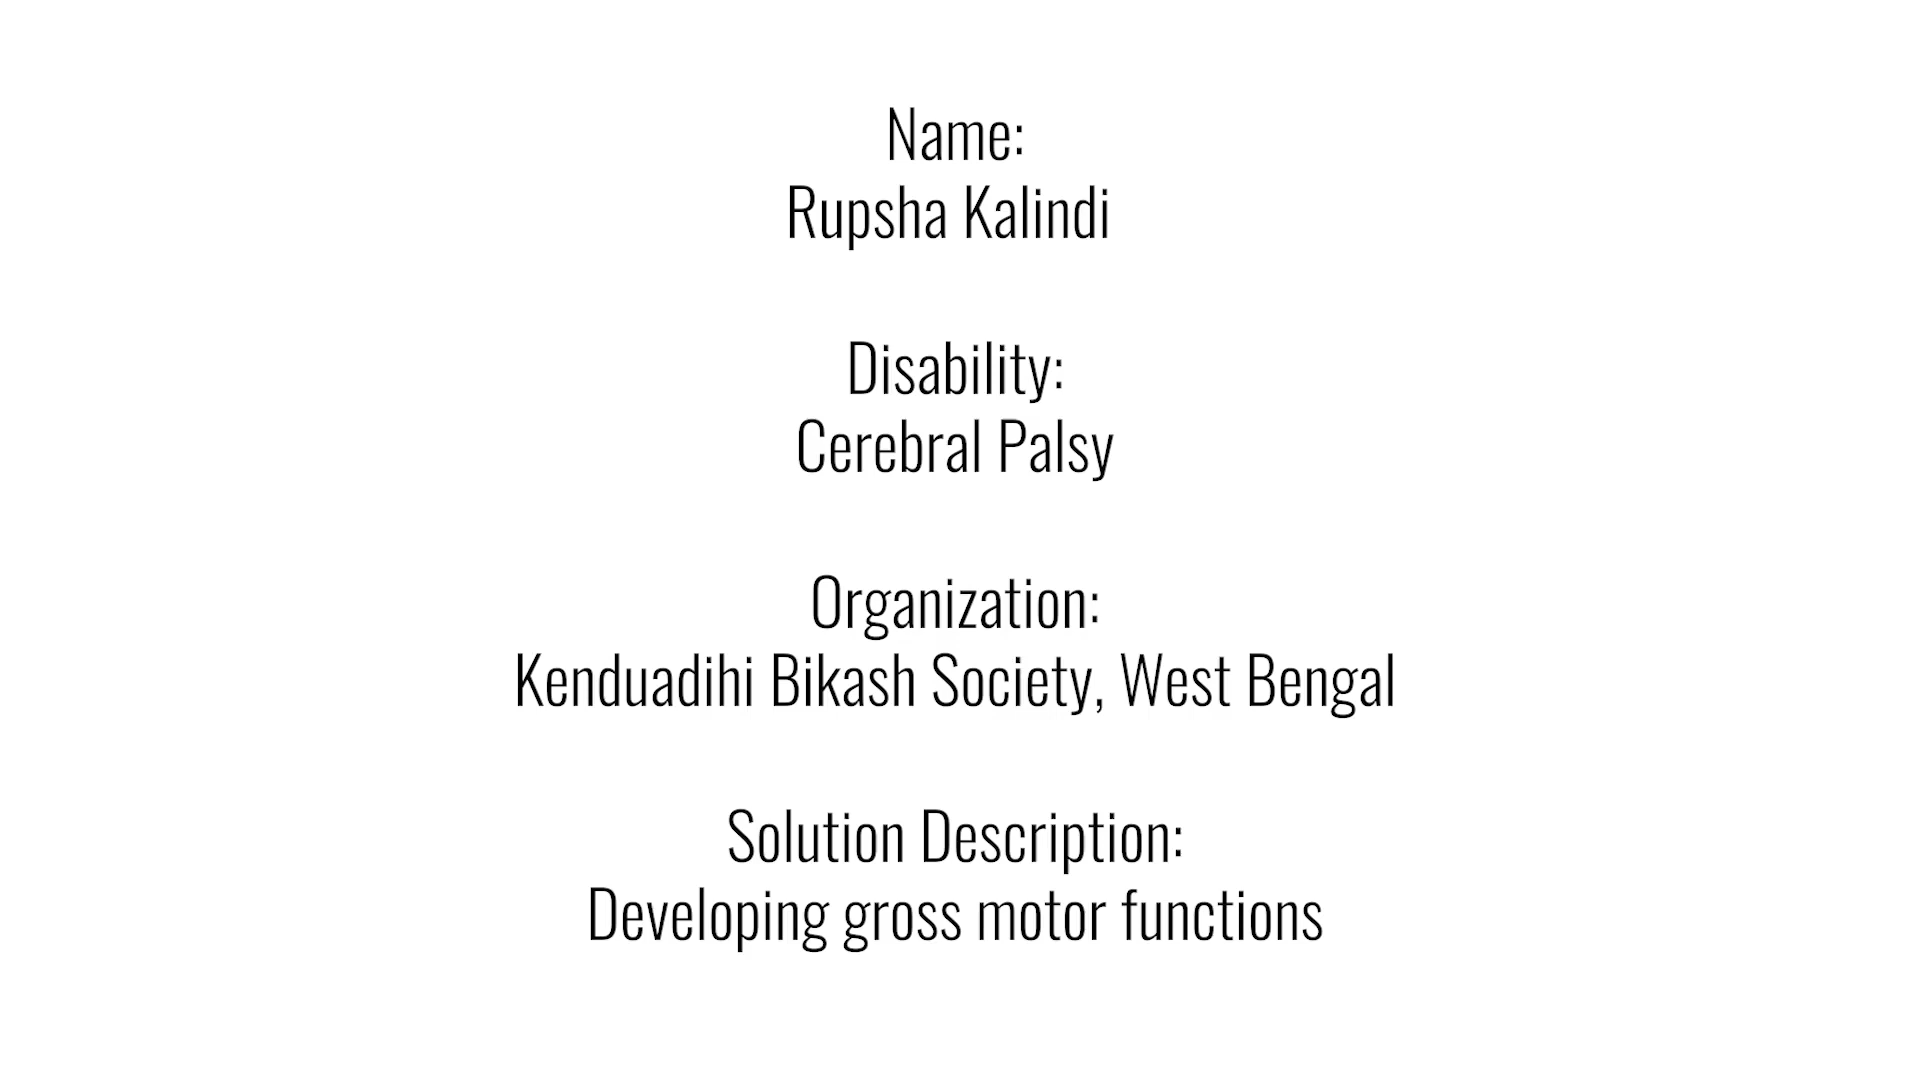 Name:
Rupsha Kalindi
Disability:
Cerebral Palsy
Organization:
Kenduadihi Bikash Society, West Bengal
Solution Description:
Developing gross motor functions